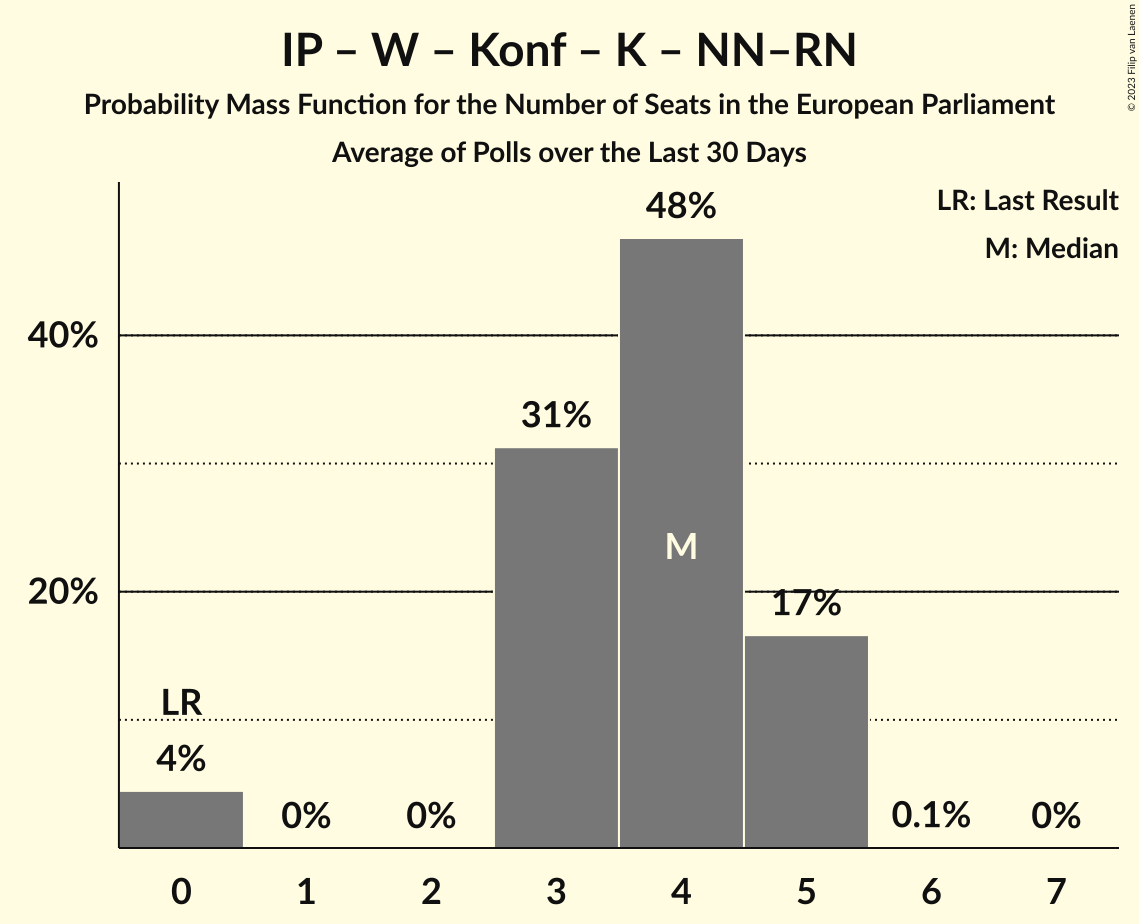 IP – W – Konf – K – NN–RN
Probability Mass Function for the Number of Seats in the European Parliament
Average of Polls over the Last 30 Days
© 2023 Filip van Laenen
LR: Last Result
M: Median
48%
40%
31%
M
20%
17%
LR
4%
0%
0%
0.1%
0%
0 1 2 3 4 5 6 7